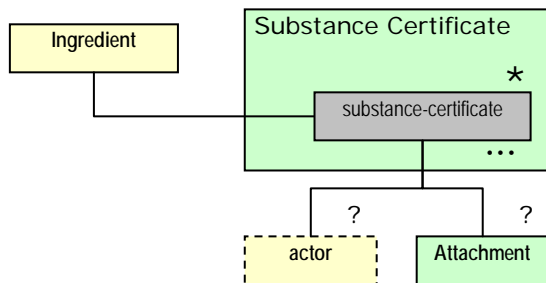 Ingredient
Substance Certificate
*
substance-certificate
...
?
?
actor
Attachment